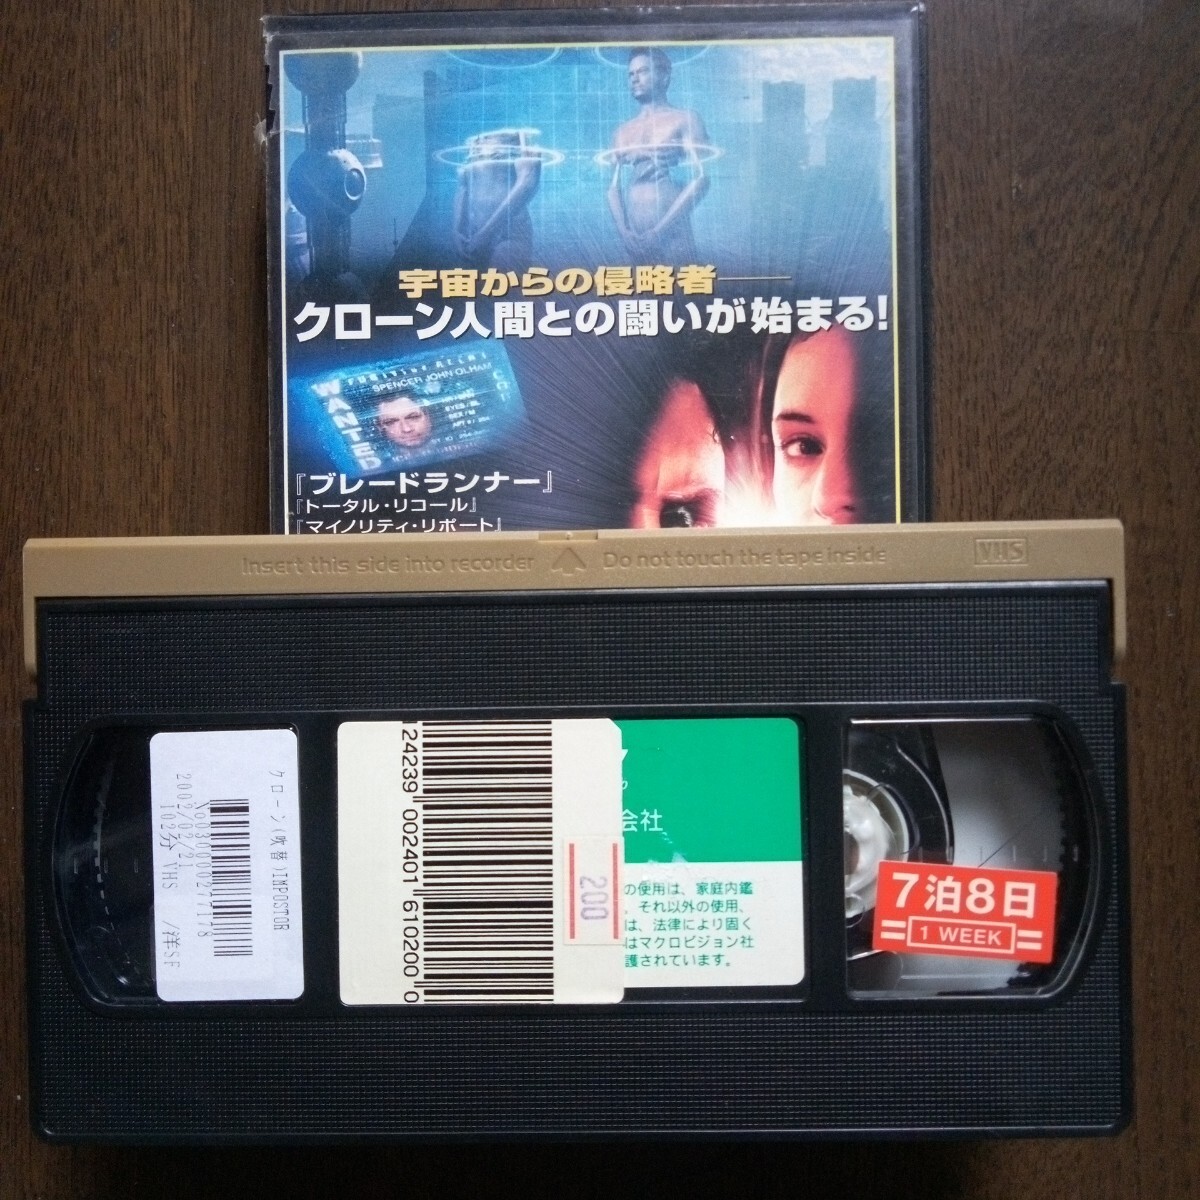 宇宙からの侵略者――
クローン人間との闘いが始まる!
SPENCER JOHN OLHAM
WANTED
『ブレードランナー』
『トータル・リコール』
『マイノリティ・リポート』
Insert this side into recorder
Do not touch the tape inside
VHS
クローン(吹替)IMPOSTOR
2002/02/21
102分 VHS /洋SF
24239 002401 610200 0
200
会社
の使用は、家庭内鑑
。それ以外の使用、
は、法律により固く
はマクロビジョン社
護されています。
7泊8日
1 WEEK